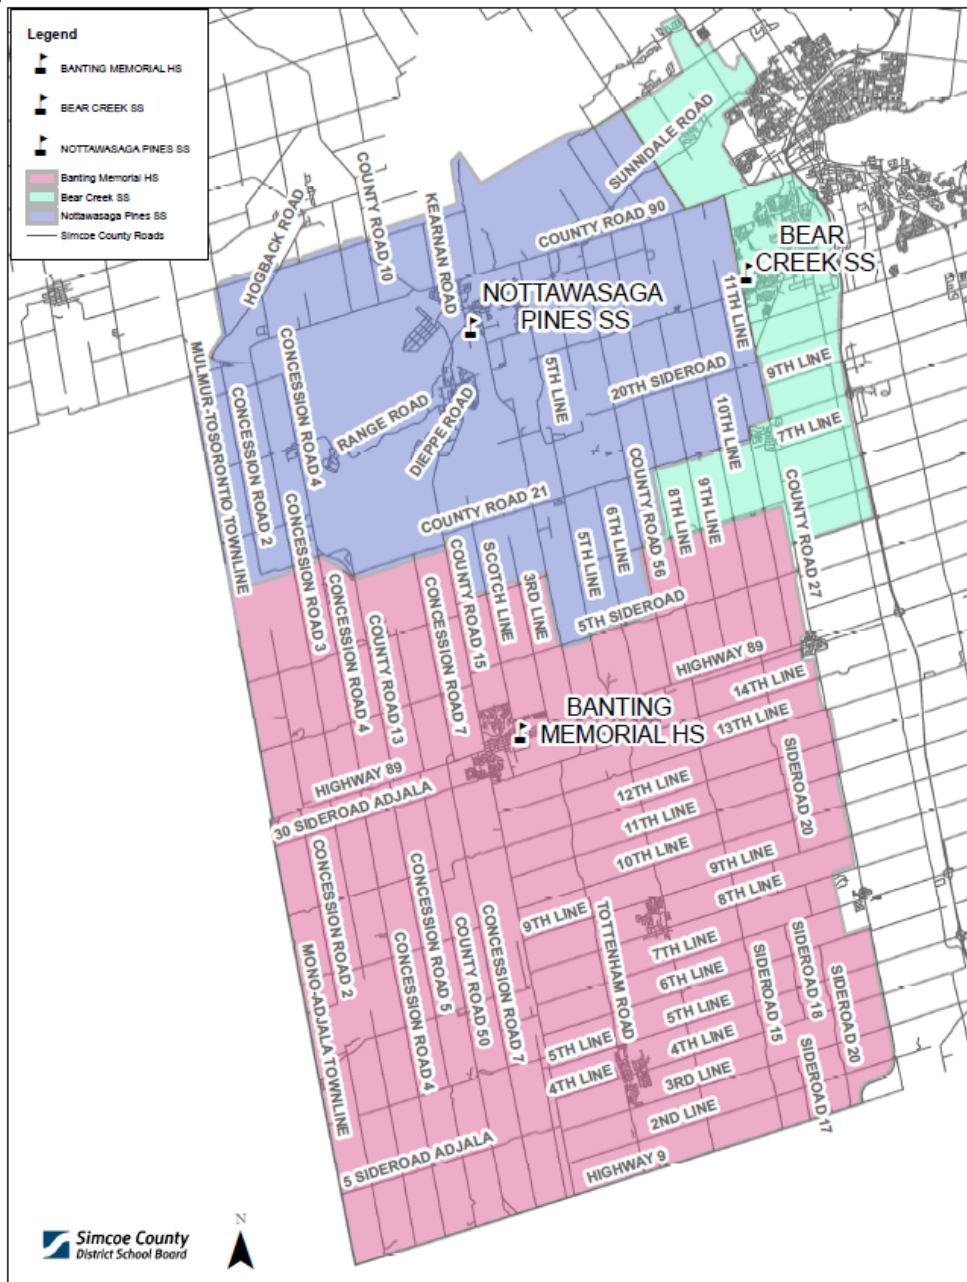 Legend
BANTING MEMORIAL HS
BEAR CREEK SS
NOTTAWASAGA PINES SS
Banting Memorial HS
Bear Creek SS
Nottawasaga Pines SS
Simcoe County Roads
SUNNIDALE ROAD
HOGBACK ROAD
COUNTY ROAD 10
KEARNAN ROAD
COUNTY ROAD 90
BEAR
CREEK SS
NOTTAWASAGA
PINES SS
11TH LINE
MULMUR-TOSORONTIO TOWNLINE
CONCESSION ROAD 2
CONCESSION ROAD 4
RANGE ROAD
DIEPPE ROAD
5TH LINE
20TH SIDEROAD
9TH LINE
10TH LINE
7TH LINE
COUNTY ROAD 21
COUNTY ROAD 56
8TH LINE
9TH LINE
COUNTY ROAD 27
CONCESSION ROAD 3
CONCESSION ROAD 4
COUNTY ROAD 13
CONCESSION ROAD 7
COUNTY ROAD 15
SCOTCH LINE
3RD LINE
5TH LINE
6TH LINE
5TH SIDEROAD
HIGHWAY 89
14TH LINE
13TH LINE
BANTING
MEMORIAL HS
HIGHWAY 89
30 SIDEROAD ADJALA
12TH LINE
11TH LINE
10TH LINE
SIDEROAD 20
9TH LINE
8TH LINE
CONCESSION ROAD 2
CONCESSION ROAD 5
CONCESSION ROAD 4
COUNTY ROAD 50
CONCESSION ROAD 7
9TH LINE
TOTTENHAM ROAD
7TH LINE
6TH LINE
5TH LINE
4TH LINE
SIDEROAD 15
SIDEROAD 18
SIDEROAD 20
MONO-ADJALA TOWNLINE
5TH LINE
4TH LINE
3RD LINE
2ND LINE
SIDEROAD 17
5 SIDEROAD ADJALA
HIGHWAY 9
N
Simcoe County
District School Board